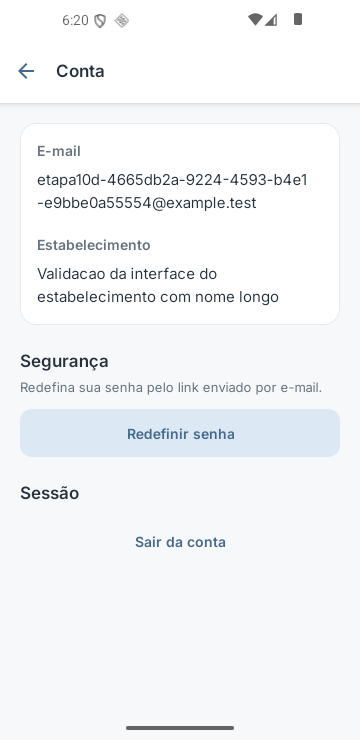 6:20
Conta
E-mail
etapa10d-4665db2a-9224-4593-b4e1
-e9bbe0a55554@example.test
Estabelecimento
Validacao da interface do
estabelecimento com nome longo
Segurança
Redefina sua senha pelo link enviado por e-mail.
Redefinir senha
Sessão
Sair da conta